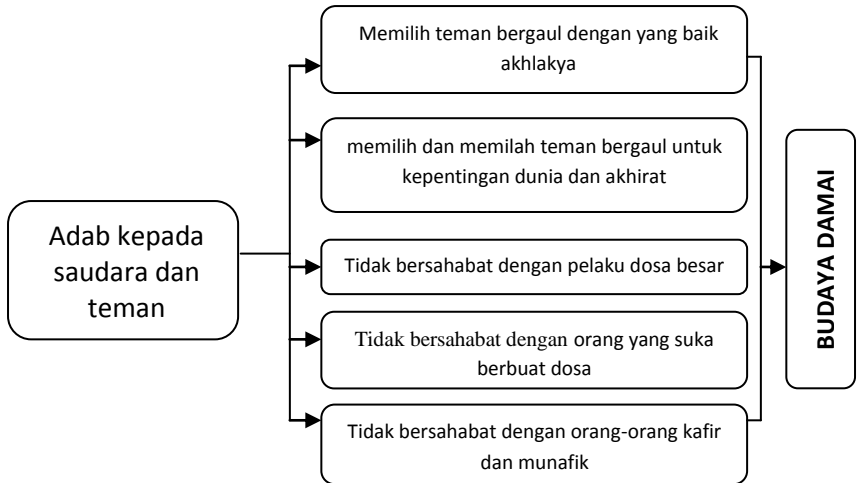 Adab kepada
saudara dan
teman
Memilih teman bergaul dengan yang baik
akhlakya
memilih dan memilah teman bergaul untuk
kepentingan dunia dan akhirat
Tidak bersahabat dengan pelaku dosa besar
Tidak bersahabat dengan orang yang suka
berbuat dosa
Tidak bersahabat dengan orang-orang kafir
dan munafik
BUDAYA DAMAI